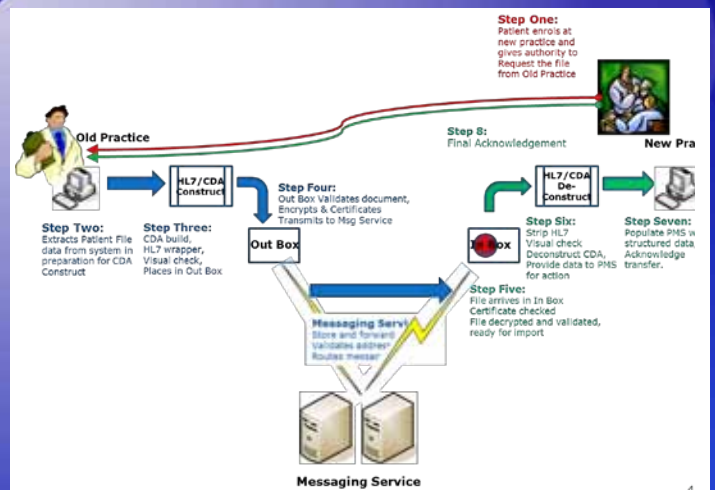 Step One:
Patient enrols at
new practice and
gives authority to
Request the file
from Old Practice
Old Practice
Step 8:
Final Acknowledgement
New Pra
HL7/CDA
Construct
HL7/CDA
De-
Construct
Step Four:
Out Box Validates document,
Encrypts & Certificates
Transmits to Msg Service
Step Two:
Extracts Patient File
data from system in
preparation for CDA
Construct
Step Three:
CDA build,
HL7 wrapper,
Visual check,
Places in Out Box
Out Box
In Box
Step Six:
Strip HL7
Visual check
Deconstruct CDA,
Provide data to PMS
for action
Step Seven:
Populate PMS w
structured data,
Acknowledge
transfer.
Step Five:
File arrives in In Box
Certificate checked
File decrypted and validated,
ready for import
Messaging Servi
Store and forward
Validates addres
Routes messa
Messaging Service
4